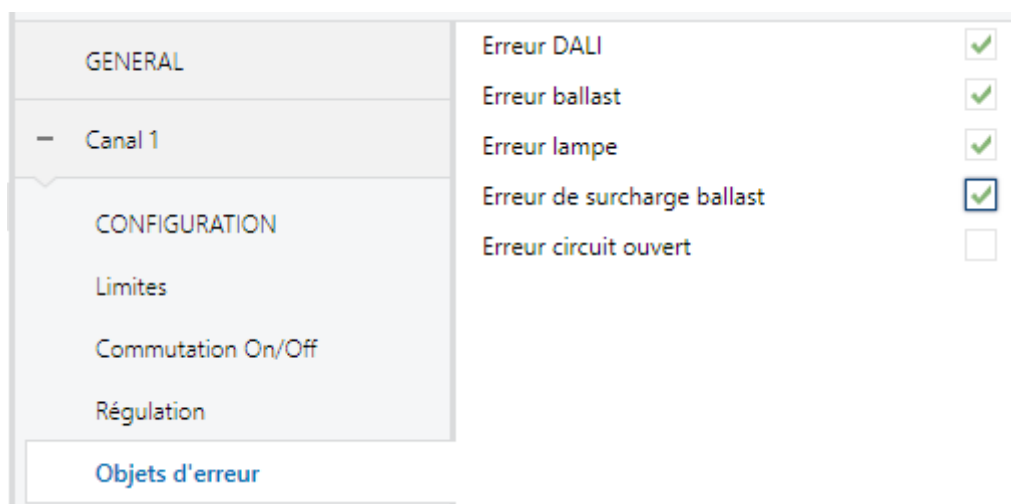 GENERAL
Canal 1
CONFIGURATION
Limites
Commutation On/Off
Régulation
Objets d'erreur
Erreur DALI
Erreur ballast
Erreur lampe
Erreur de surcharge ballast
Erreur circuit ouvert